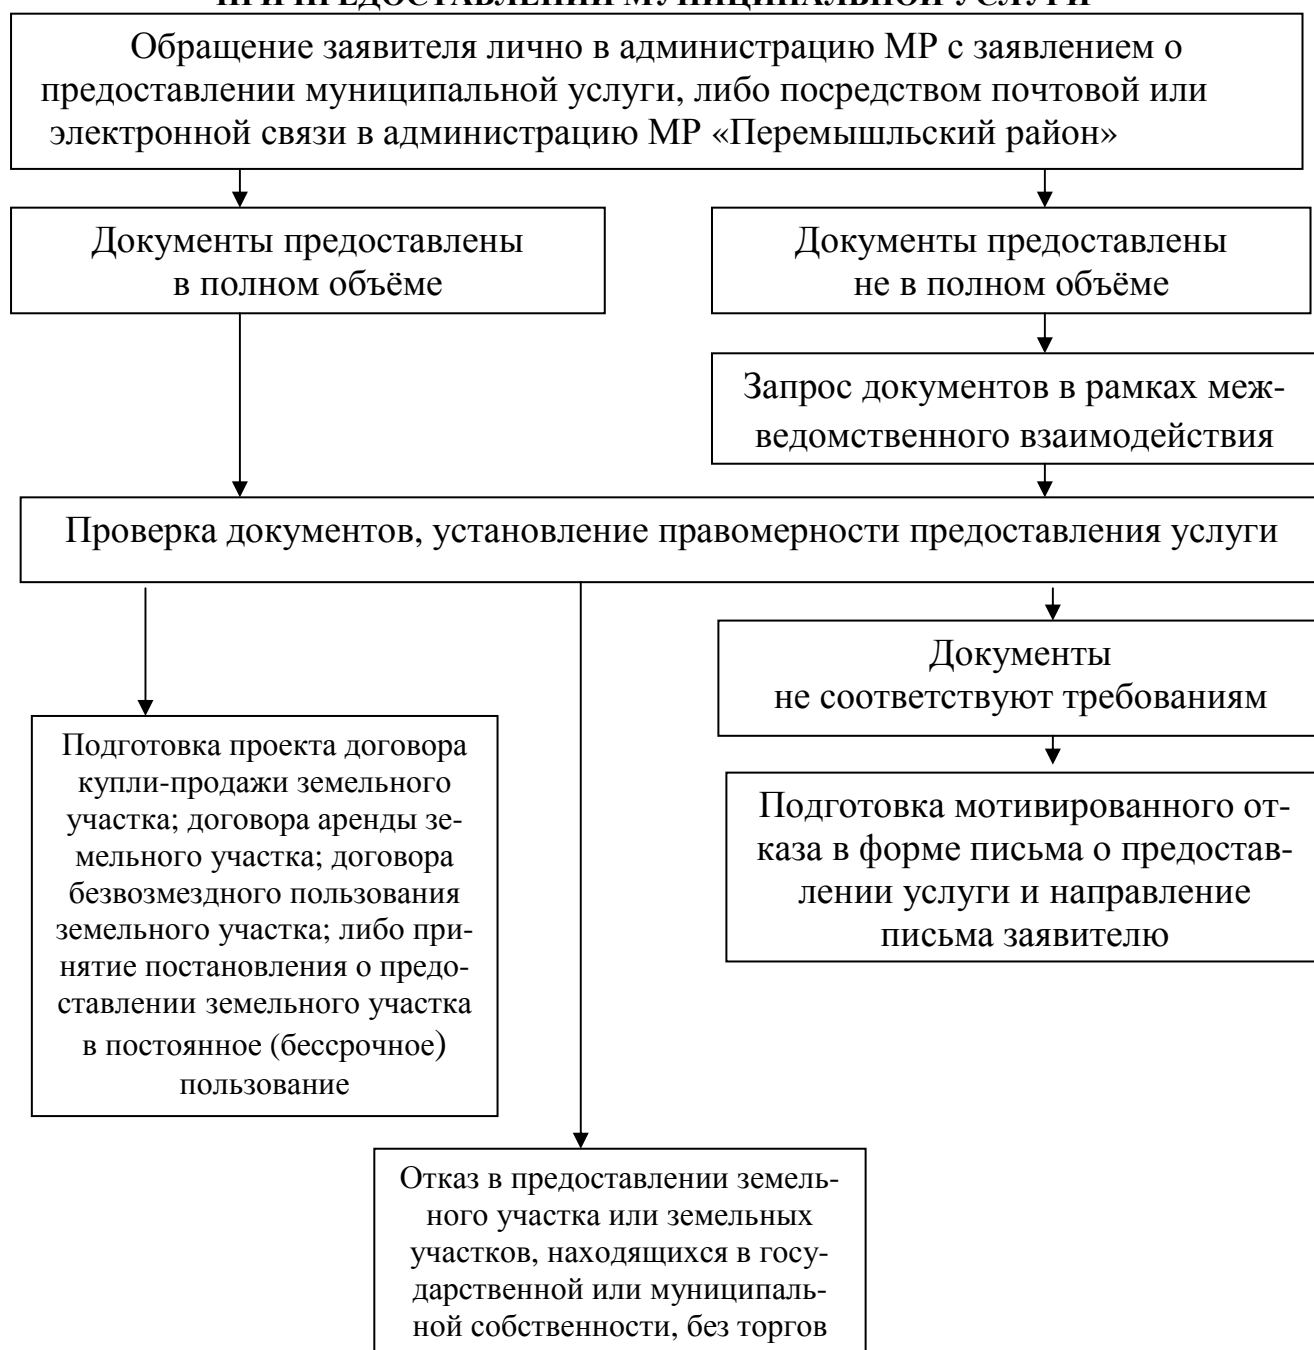 ПРИ ПРЕДОСТАВЛЕНИИ МУНИЦИПАЛЬНОЙ УСЛУГИ
Обращение заявителя лично в администрацию МР с заявлением о
предоставлении муниципальной услуги, либо посредством почтовой или
электронной связи в администрацию МР «Перемышльский район»
Документы предоставлены
в полном объёме
Документы предоставлены
не в полном объёме
Запрос документов в рамках меж-
ведомственного взаимодействия
Проверка документов, установление правомерности предоставления услуги
Документы
не соответствуют требованиям
Подготовка проекта договора
купли-продажи земельного
участка; договора аренды зе-
мельного участка; договора
безвозмездного пользования
земельного участка; либо при-
нятие постановления о предо-
ставлении земельного участка
в постоянное (бессрочное)
пользование
Подготовка мотивированного от-
каза в форме письма о предостав-
лении услуги и направление
письма заявителю
Отказ в предоставлении земель-
ного участка или земельных
участков, находящихся в госу-
дарственной или муниципаль-
ной собственности, без торгов